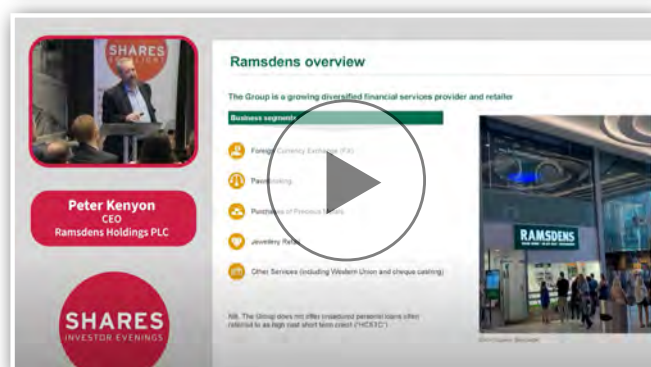 SHARES
SPOTLIGHT
Peter Kenyon
CEO
Ramsdens Holdings PLC
SHARES
INVESTOR EVENINGS
Ramsdens overview
The Group is a growing diversified financial services provider and retailer
Business segments
Foreign Currency Exchange (FX)
Pawnbroking
Purchases of Precious Metals
Jewellery Retail
Other Services (including Western Union and cheque cashing)
NB. The Group does not offer unsecured personal loans often
referred to as high cost short term credit ("HCSTC")
RAMSDENS